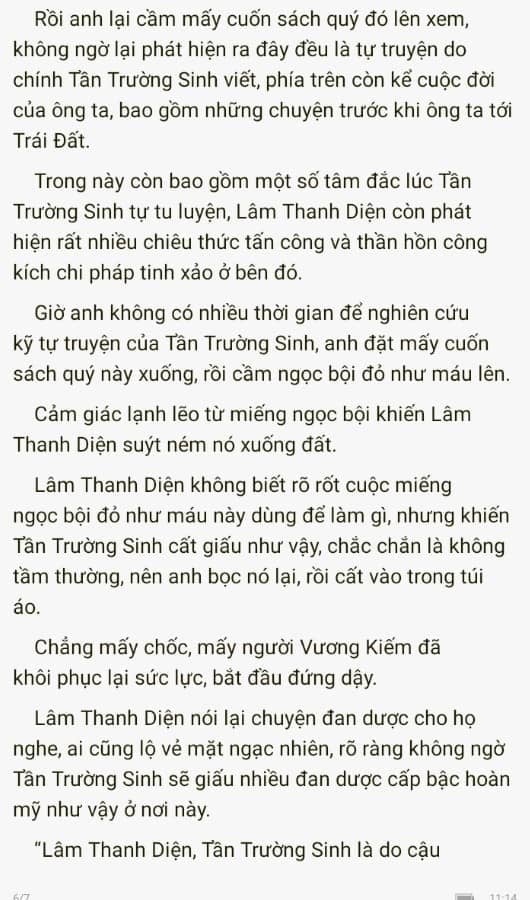 Rồi anh lại cầm mấy cuốn sách quý đó lên xem,
không ngờ lại phát hiện ra đây đều là tự truyện do
chính Tần Trường Sinh viết, phía trên còn kể cuộc đời
của ông ta, bao gồm những chuyện trước khi ông ta tới
Trái Đất.
Trong này còn bao gồm một số tâm đắc lúc Tần
Trường Sinh tự tu luyện, Lâm Thanh Diện còn phát
hiện rất nhiều chiêu thức tấn công và thần hồn công
kích chi pháp tinh xảo ở bên đó.
Giờ anh không có nhiều thời gian để nghiên cứu
kỹ tự truyện của Tần Trường Sinh, anh đặt mấy cuốn
sách quý này xuống, rồi cầm ngọc bội đỏ như máu lên.
Cảm giác lạnh lẽo từ miếng ngọc bội khiến Lâm
Thanh Diện suýt ném nó xuống đất.
Lâm Thanh Diện không biết rõ rốt cuộc miếng
ngọc bội đỏ như máu này dùng để làm gì, nhưng khiến
Tần Trường Sinh cất giấu như vậy, chắc chắn là không
tầm thường, nên anh bọc nó lại, rồi cất vào trong túi
áo.
Chẳng mấy chốc, mấy người Vương Kiếm đã
khôi phục lại sức lực, bắt đầu đứng dậy.
Lâm Thanh Diện nói lại chuyện đan dược cho họ
nghe, ai cũng lộ vẻ mặt ngạc nhiên, rõ ràng không ngờ
Tần Trường Sinh sẽ giấu nhiều đan dược cấp bậc hoàn
mỹ như vậy ở nơi này.
“Lâm Thanh Diện, Tần Trường Sinh là do cậu
6/7
11:14